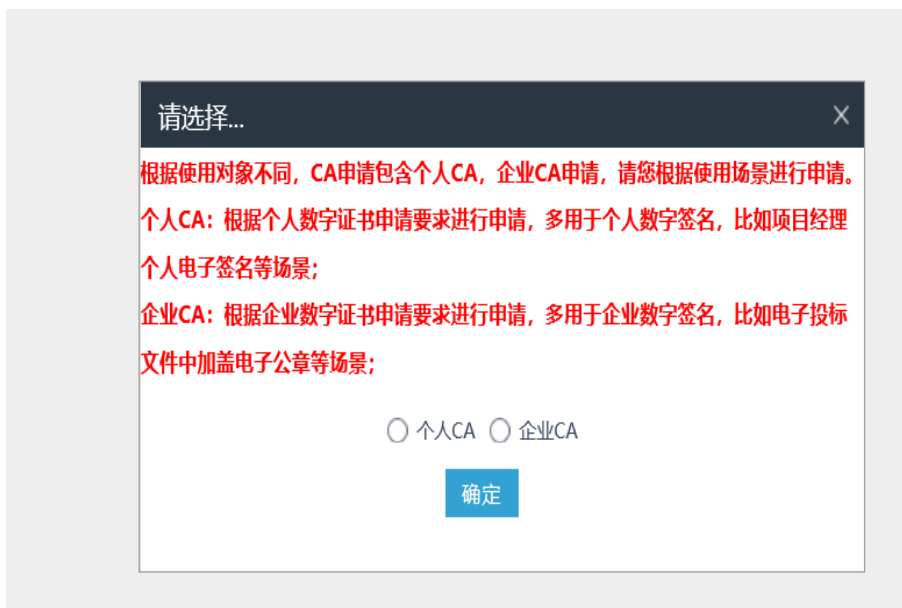 请选择...
X
根据使用对象不同，CA申请包含个人CA，企业CA申请，请您根据使用场景进行申请。
个人CA：根据个人数字证书申请要求进行申请，多用于个人数字签名，比如项目经理
个人电子签名等场景；
企业CA：根据企业数字证书申请要求进行申请，多用于企业数字签名，比如电子投标
文件中加盖电子公章等场景；
个人CA 企业CA
确定